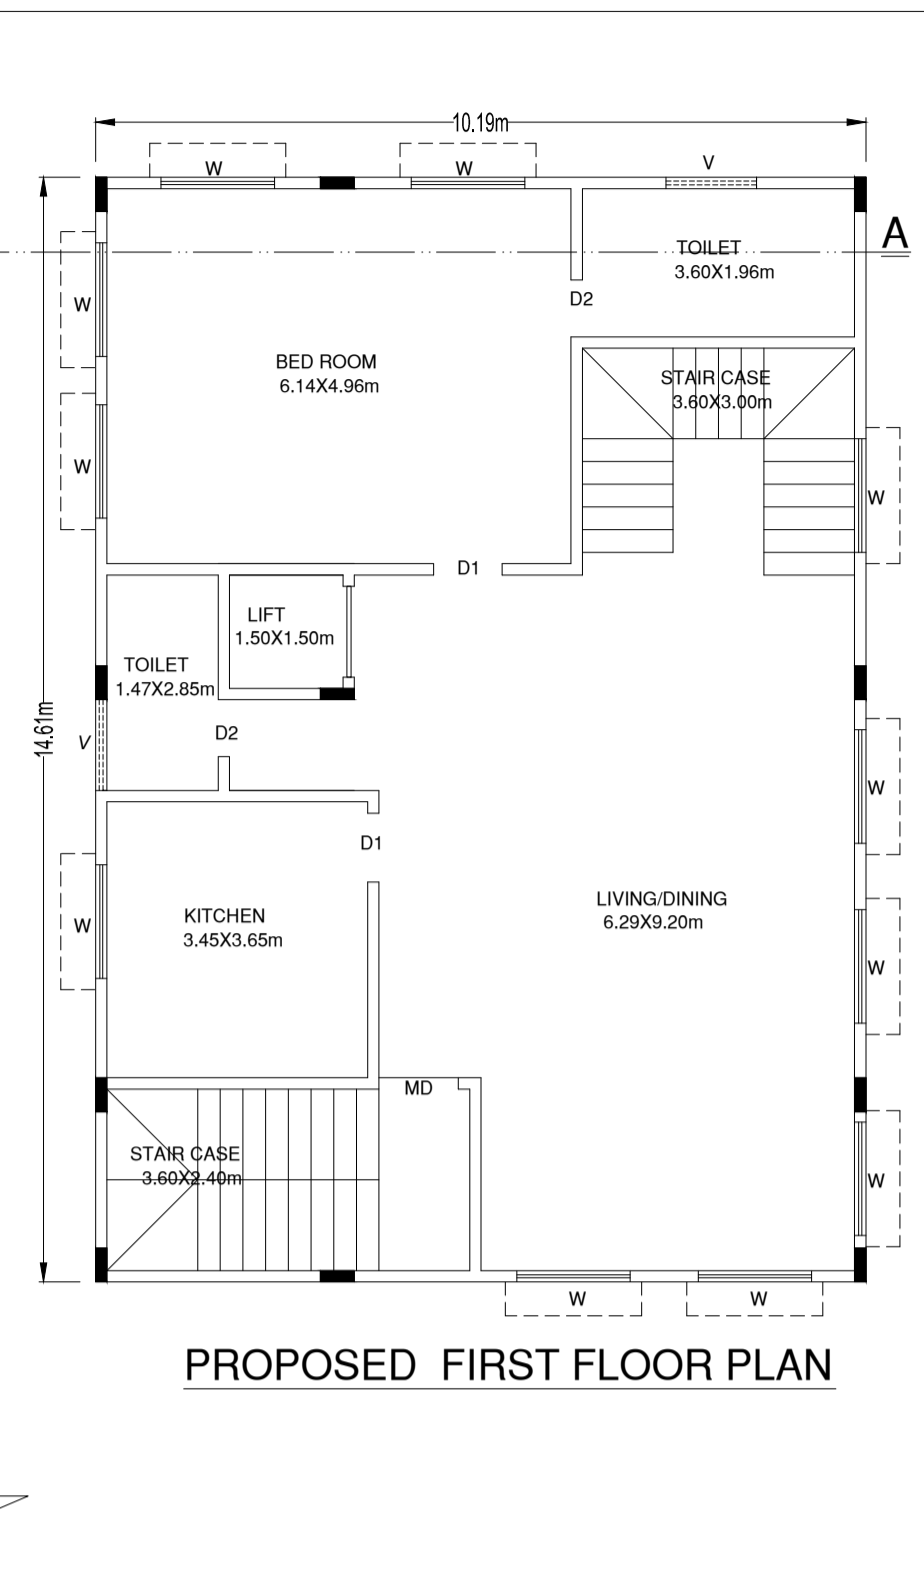 10.19m
W
W
V
A
TOILET
3.60X1.96m
W
D2
BED ROOM
6.14X4.96m
STAIR CASE
3.60X3.00m
W
W
D1
LIFT
1.50X1.50m
TOILET
1.47X2.85m
14.61m
V
D2
W
D1
LIVING/DINING
6.29X9.20m
KITCHEN
3.45X3.65m
W
W
MD
STAIR CASE
3.60X2.40m
W
W
W
PROPOSED FIRST FLOOR PLAN